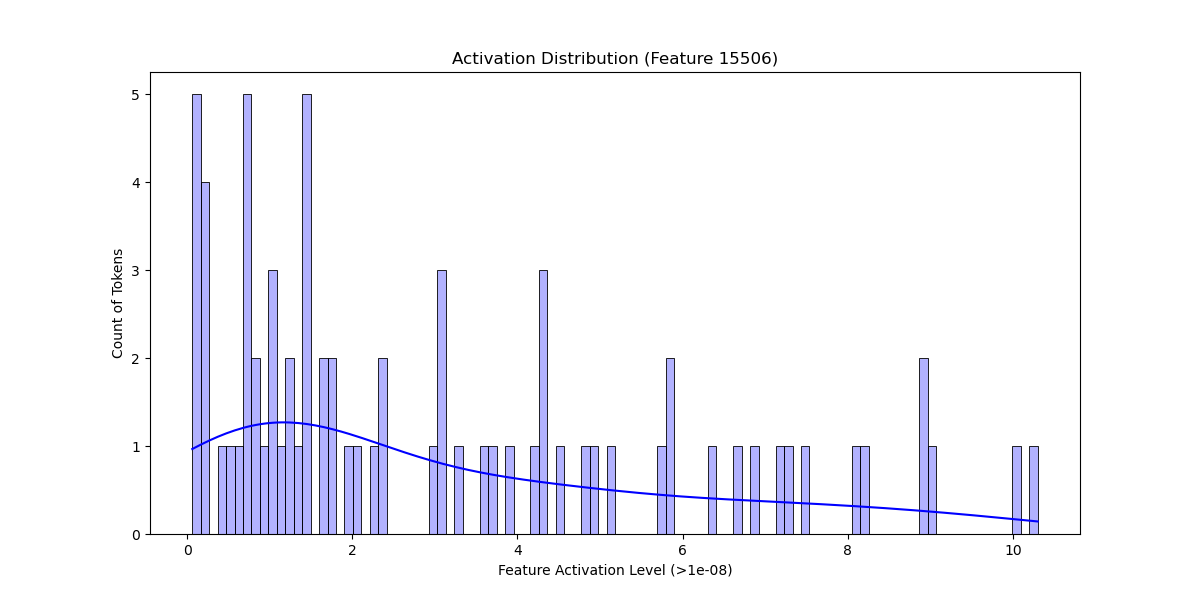 Activation Distribution (Feature 15506)
5
4
3
2
1
0
Count of Tokens
0 2 4 6 8 10
Feature Activation Level (>1e-08)